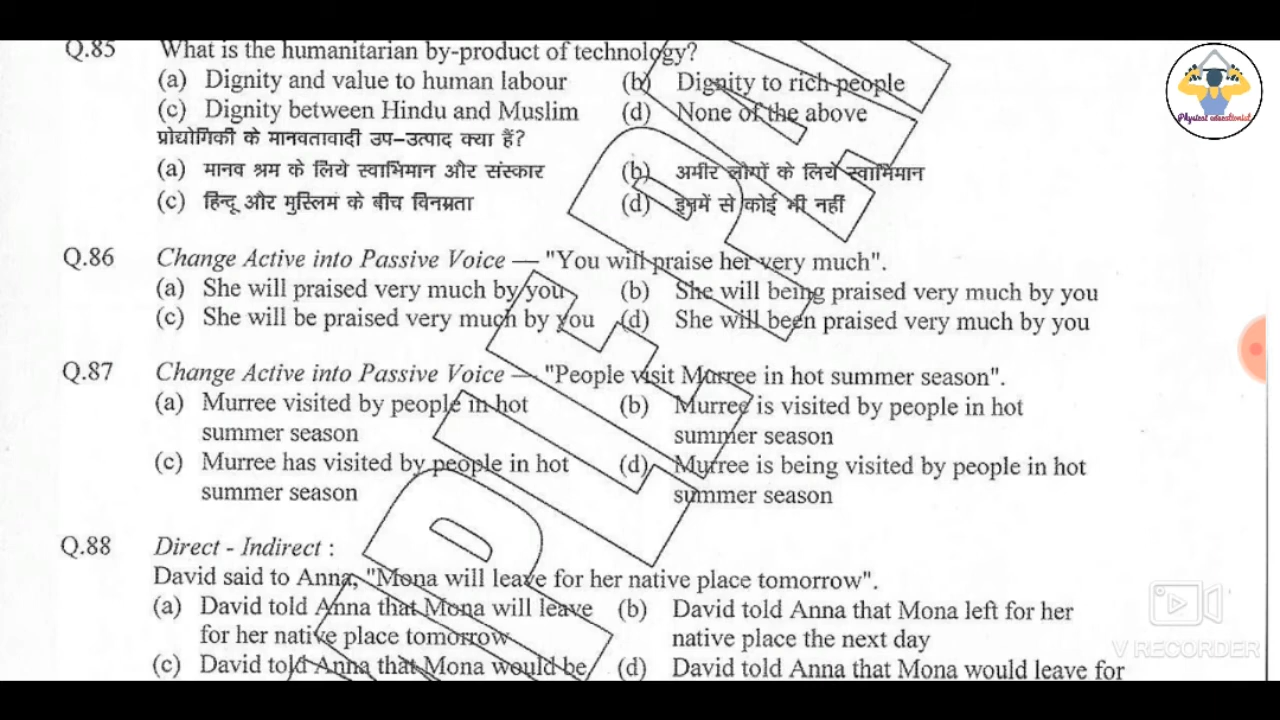 Q.85 What is the humanitarian by-product of technology?
(a) Dignity and value to human labour (b) Dignity to rich people
(c) Dignity between Hindu and Muslim (d) None of the above
प्रोद्योगिकी के मानवतावादी उप-उत्पाद क्या हैं?
(a) मानव श्रम के लिये स्वाभिमान और संस्कार (b) अमीर लोगों के लिये स्वाभिमान
(c) हिन्दू और मुस्लिम के बीच विनम्रता (d) इनमें से कोई भी नहीं
Q.86 Change Active into Passive Voice — "You will praise her very much".
(a) She will praised very much by you (b) She will being praised very much by you
(c) She will be praised very much by you (d) She will been praised very much by you
Q.87 Change Active into Passive Voice — "People visit Murree in hot summer season".
(a) Murree visited by people in hot (b) Murree is visited by people in hot
summer season summer season
(c) Murree has visited by people in hot (d) Murree is being visited by people in hot
summer season summer season
Q.88 Direct - Indirect :
David said to Anna, "Mona will leave for her native place tomorrow".
(a) David told Anna that Mona will leave (b) David told Anna that Mona left for her
for her native place tomorrow native place the next day
(c) David told Anna that Mona would be (d) David told Anna that Mona would leave for
Physical educationist
V RECORDER